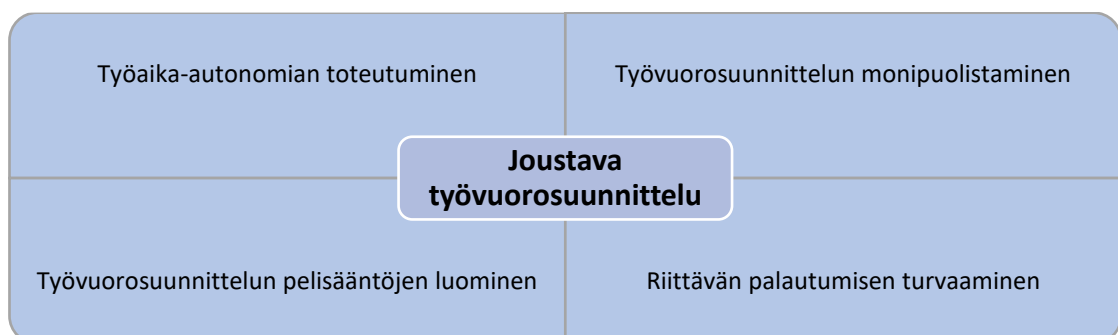 Työaika-autonomian toteutuminen
Työvuorosuunnittelun monipuolistaminen
Joustava
työvuorosuunnittelu
Työvuorosuunnittelun pelisääntöjen luominen
Riittävän palautumisen turvaaminen